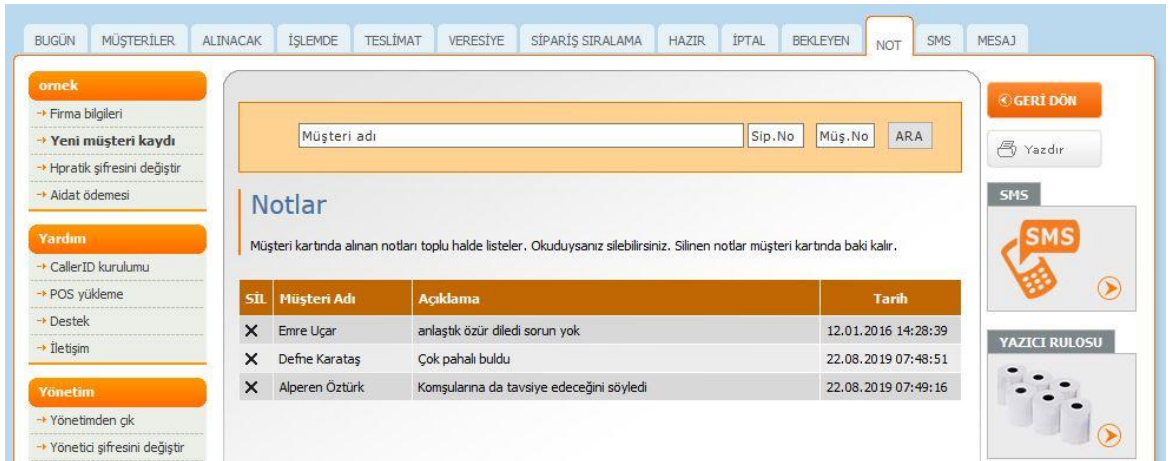 BUGÜN MÜŞTERİLER ALINACAK İŞLEMDE TESLİMAT VERESİYE SİPARİŞ SIRALAMA HAZIR İPTAL BEKLEYEN NOT SMS MESAJ
ornek
Firma bilgileri
Yeni müşteri kaydı
Hpratik şifresini değiştir
Aidat ödemesi
Yardım
CallerID kurulumu
POS yükleme
Destek
İletişim
Yönetim
Yönetimden çık
Yönetici şifresini değiştir
Müşteri adı Sip.No Müş.No ARA
Notlar
Müşteri kartında alınan notları toplu halde listeler. Okuduysanız silebilirsiniz. Silinen notlar müşteri kartında baki kalır.
SİL Müşteri Adı Açıklama Tarih
Emre Uçar anlaştık özür diledi sorun yok 12.01.2016 14:28:39
Defne Karataş Çok pahalı buldu 22.08.2019 07:48:51
Alperen Öztürk Komşularına da tavsiye edeceğini söyledi 22.08.2019 07:49:16
GERİ DÖN
Yazdır
SMS
SMS
YAZICI RULOSU